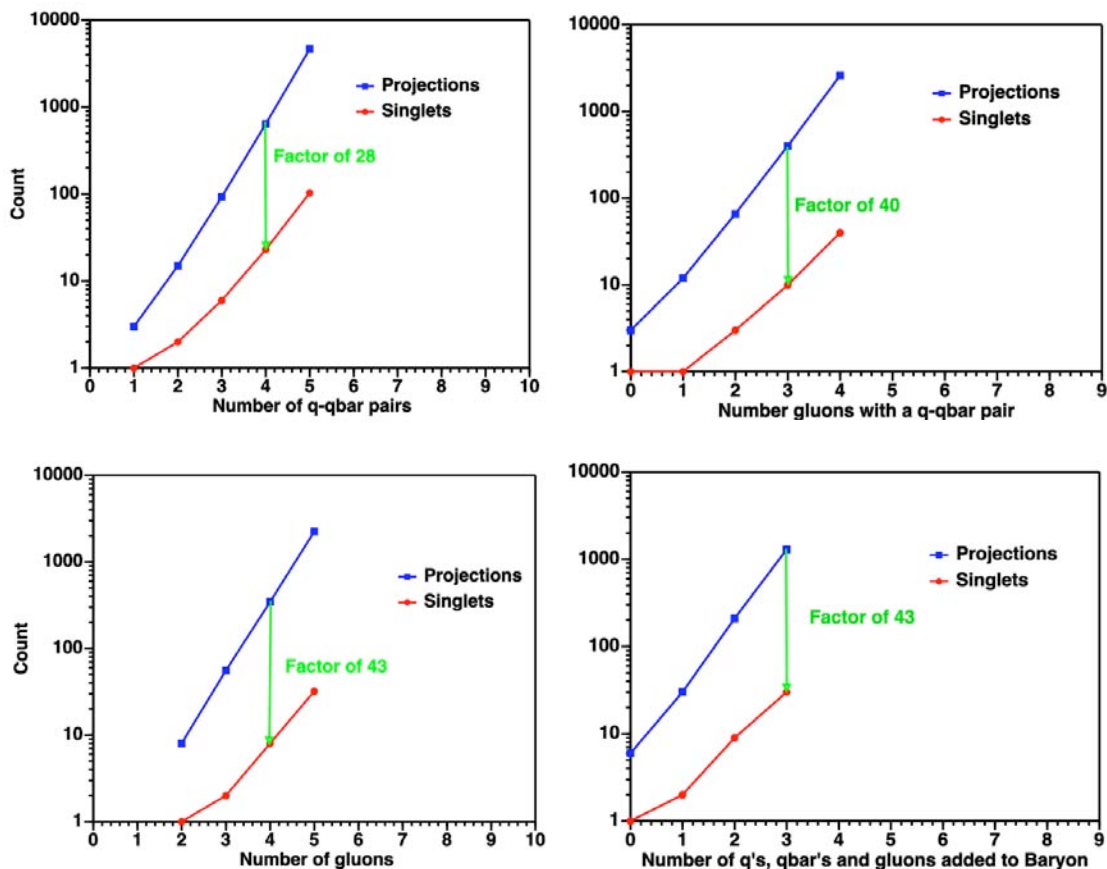 10000
1000
100
10
1
Count
Projections
Singlets
Factor of 28
0 1 2 3 4 5 6 7 8 9 10
Number of q-qbar pairs
10000
1000
100
10
1
Projections
Singlets
Factor of 40
0 1 2 3 4 5 6 7 8 9
Number gluons with a q-qbar pair
10000
1000
100
10
1
Count
Projections
Singlets
Factor of 43
0 1 2 3 4 5 6 7 8 9 10
Number of gluons
10000
1000
100
10
1
Projections
Singlets
Factor of 43
0 1 2 3 4 5 6 7 8 9
Number of q's, qbar's and gluons added to Baryon